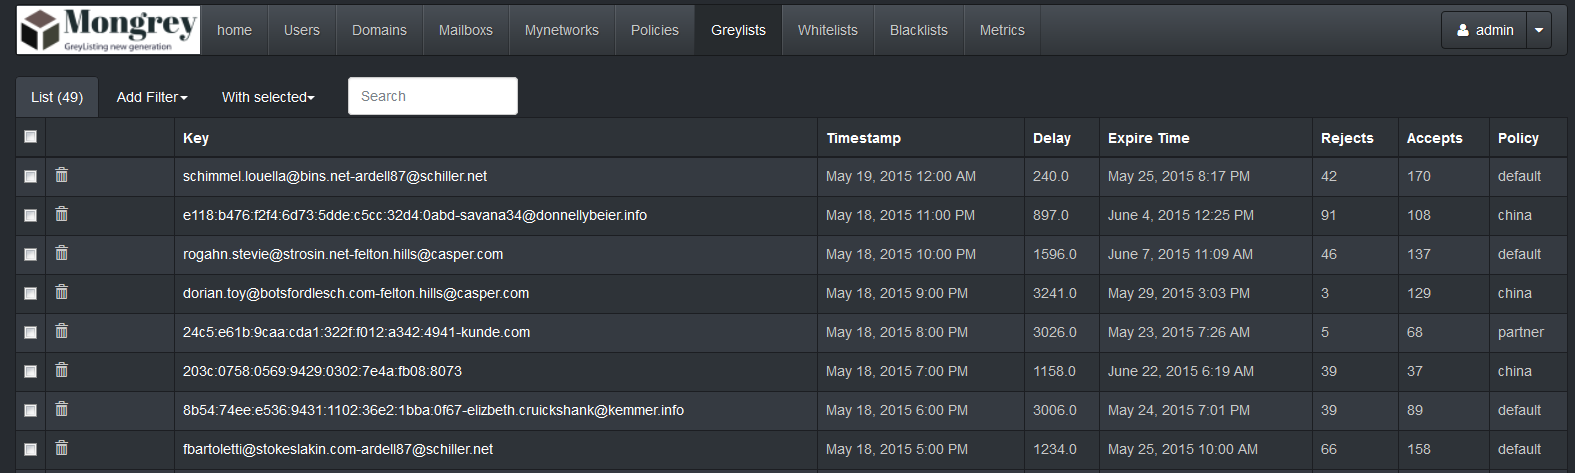 Mongrey
GreyListing new generation
home Users Domains Mailboxs Mynetworks Policies Greylists Whitelists Blacklists Metrics admin
List (49) Add Filter With selected Search
Key Timestamp Delay Expire Time Rejects Accepts Policy
schimmel.louella@bins.net-ardell87@schiller.net May 19, 2015 12:00 AM 240.0 May 25, 2015 8:17 PM 42 170 default
e118:b476:f2f4:6d73:5dde:c5cc:32d4:0abd-savana34@donnellybeier.info May 18, 2015 11:00 PM 897.0 June 4, 2015 12:25 PM 91 108 china
rogahn.stevie@strosin.net-felton.hills@casper.com May 18, 2015 10:00 PM 1596.0 June 7, 2015 11:09 AM 46 137 default
dorian.toy@botsfordlesch.com-felton.hills@casper.com May 18, 2015 9:00 PM 3241.0 May 29, 2015 3:03 PM 3 129 china
24c5:e61b:9caa:cda1:322f:f012:a342:4941-kunde.com May 18, 2015 8:00 PM 3026.0 May 23, 2015 7:26 AM 5 68 partner
203c:0758:0569:9429:0302:7e4a:fb08:8073 May 18, 2015 7:00 PM 1158.0 June 22, 2015 6:19 AM 39 37 china
8b54:74ee:e536:9431:1102:36e2:1bba:0f67-elizbeth.cruickshank@kemmer.info May 18, 2015 6:00 PM 3006.0 May 24, 2015 7:01 PM 39 89 default
fbartoletti@stokeslakin.com-ardell87@schiller.net May 18, 2015 5:00 PM 1234.0 May 25, 2015 10:00 AM 66 158 default